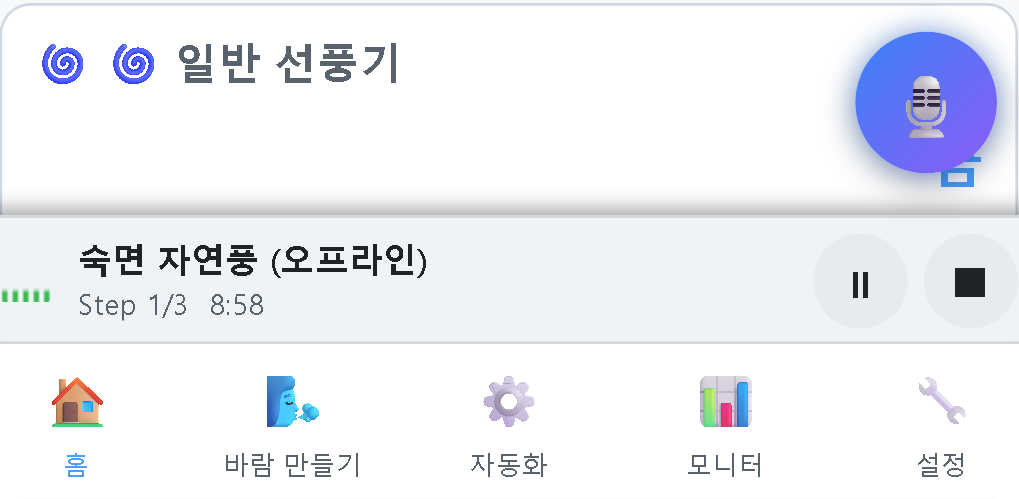 일반 선풍기
숙면 자연풍 (오프라인)
Step 1/3 8:58
홈 바람 만들기 자동화 모니터 설정